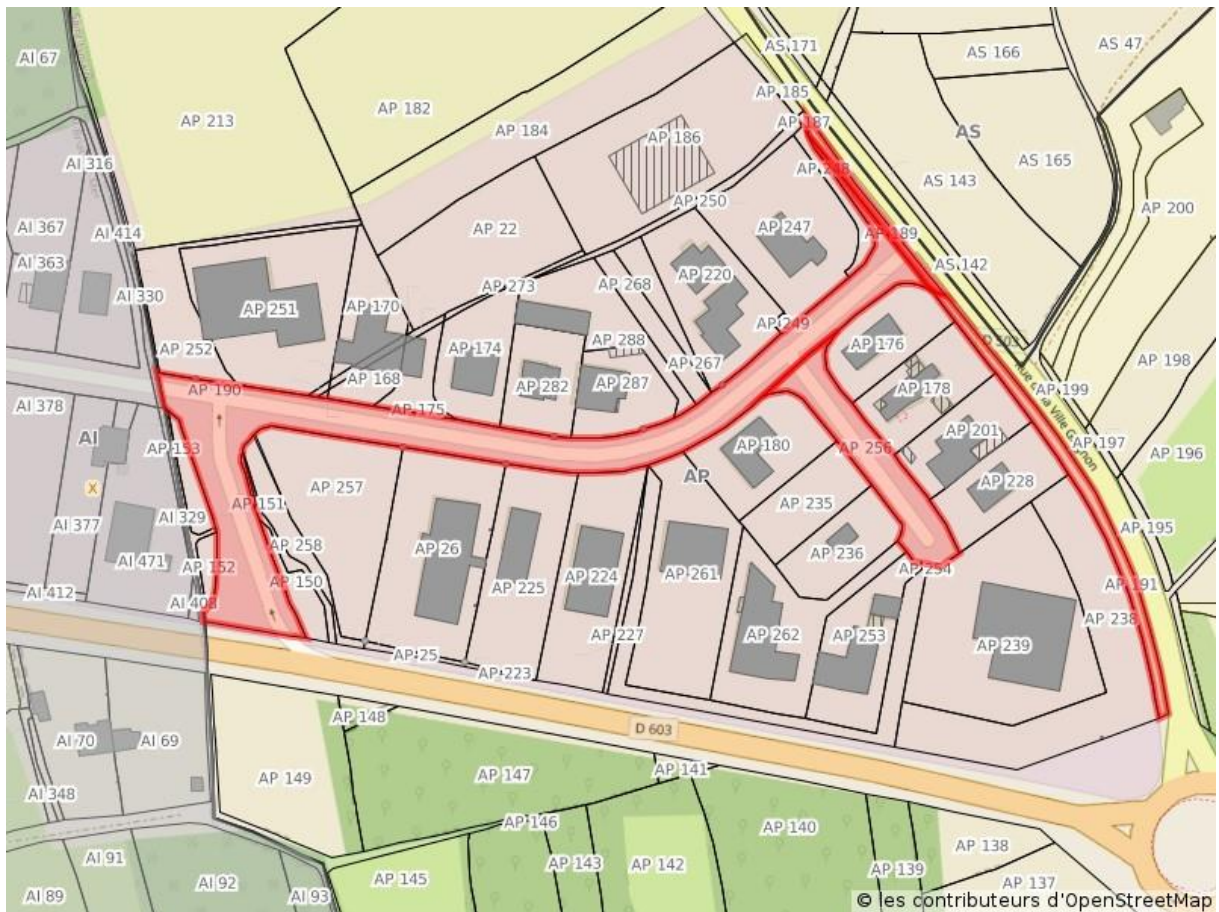 AS 171
AS 47
AS 166
AI 67
AP 185
AP 182
AP 213
AP 187
AP 184
AP 186
AS
AI 316
AS 165
AP 248
AS 143
AP 250
AP 200
AI 367
AI 414
AP 22
AP 247
AP 189
AI 363
AS 142
AP 220
AP 268
AP 273
AI 330
AP 170
AP 251
AP 249
D 303
AP 288
AP 176
AP 252
AP 174
AP 198
AP 267
AP 168
AP 282
AP 287
AP 178
AP 199
AP 190
AI 378
AP 175
AP 201
AI
AP 153
AP 180
AP 256
AP 197
AP 196
AP
AP 228
X
AP 257
AP 151
AP 235
AI 329
AI 377
AP 195
AP 258
AP 26
AP 236
AI 471
AP 152
AP 261
AP 254
AP 224
AP 150
AP 225
AP 191
AI 412
AP 238
AP 227
AP 262
AP 253
AP 239
AP 25
AP 223
AP 148
D 603
AI 70
AI 69
AP 141
AP 149
AP 147
AI 348
AP 146
AP 140
AP 138
AI 91
AP 143
AP 142
AP 139
AP 145
AI 92
AP 137
AI 89
AI 93
© les contributeurs d'OpenStreetMap